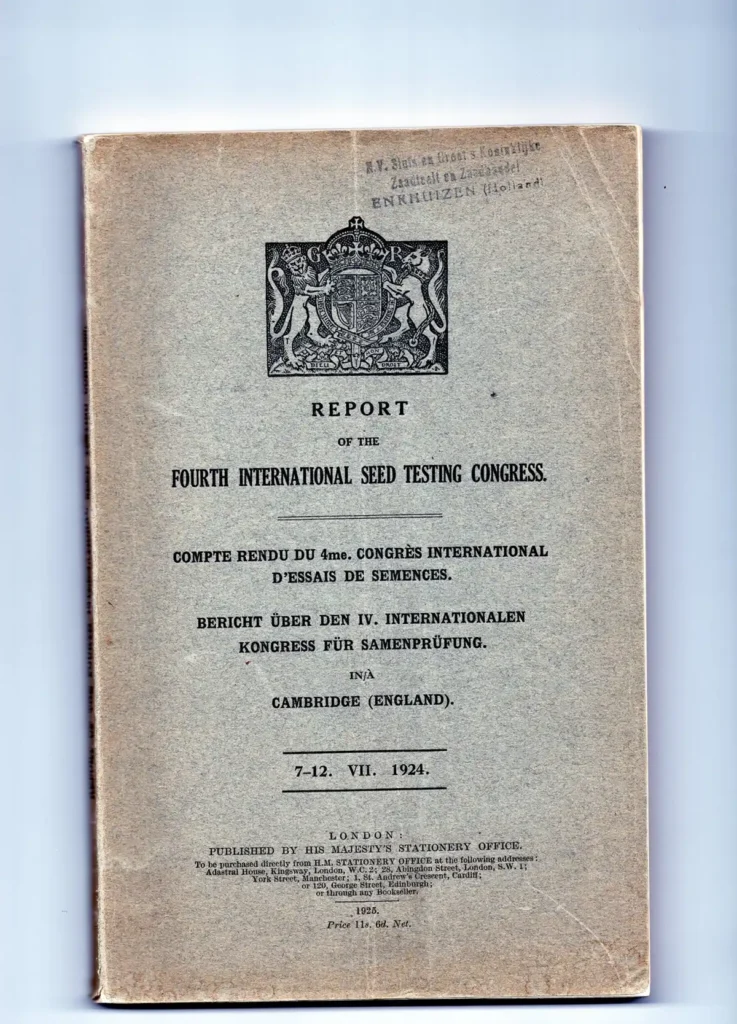 N.V. Sluis en Groot's Koninklijke
Zaadteelt en Zaadhandel
ENKHUIZEN (Holland)
G R
DIEU ET MON DROIT
REPORT
OF THE
FOURTH INTERNATIONAL SEED TESTING CONGRESS.
COMPTE RENDU DU 4me. CONGRÈS INTERNATIONAL
D'ESSAIS DE SEMENCES.
BERICHT ÜBER DEN IV. INTERNATIONALEN
KONGRESS FÜR SAMENPRÜFUNG.
IN/À
CAMBRIDGE (ENGLAND).
7–12. VII. 1924.
LONDON:
PUBLISHED BY HIS MAJESTY'S STATIONERY OFFICE.
To be purchased directly from H.M. STATIONERY OFFICE at the following addresses:
Adastral House, Kingsway, London, W.C. 2; 28, Abingdon Street, London, S.W. 1;
York Street, Manchester; 1, St. Andrew's Crescent, Cardiff;
or 120, George Street, Edinburgh;
or through any Bookseller.
1925.
Price 11s. 6d. Net.